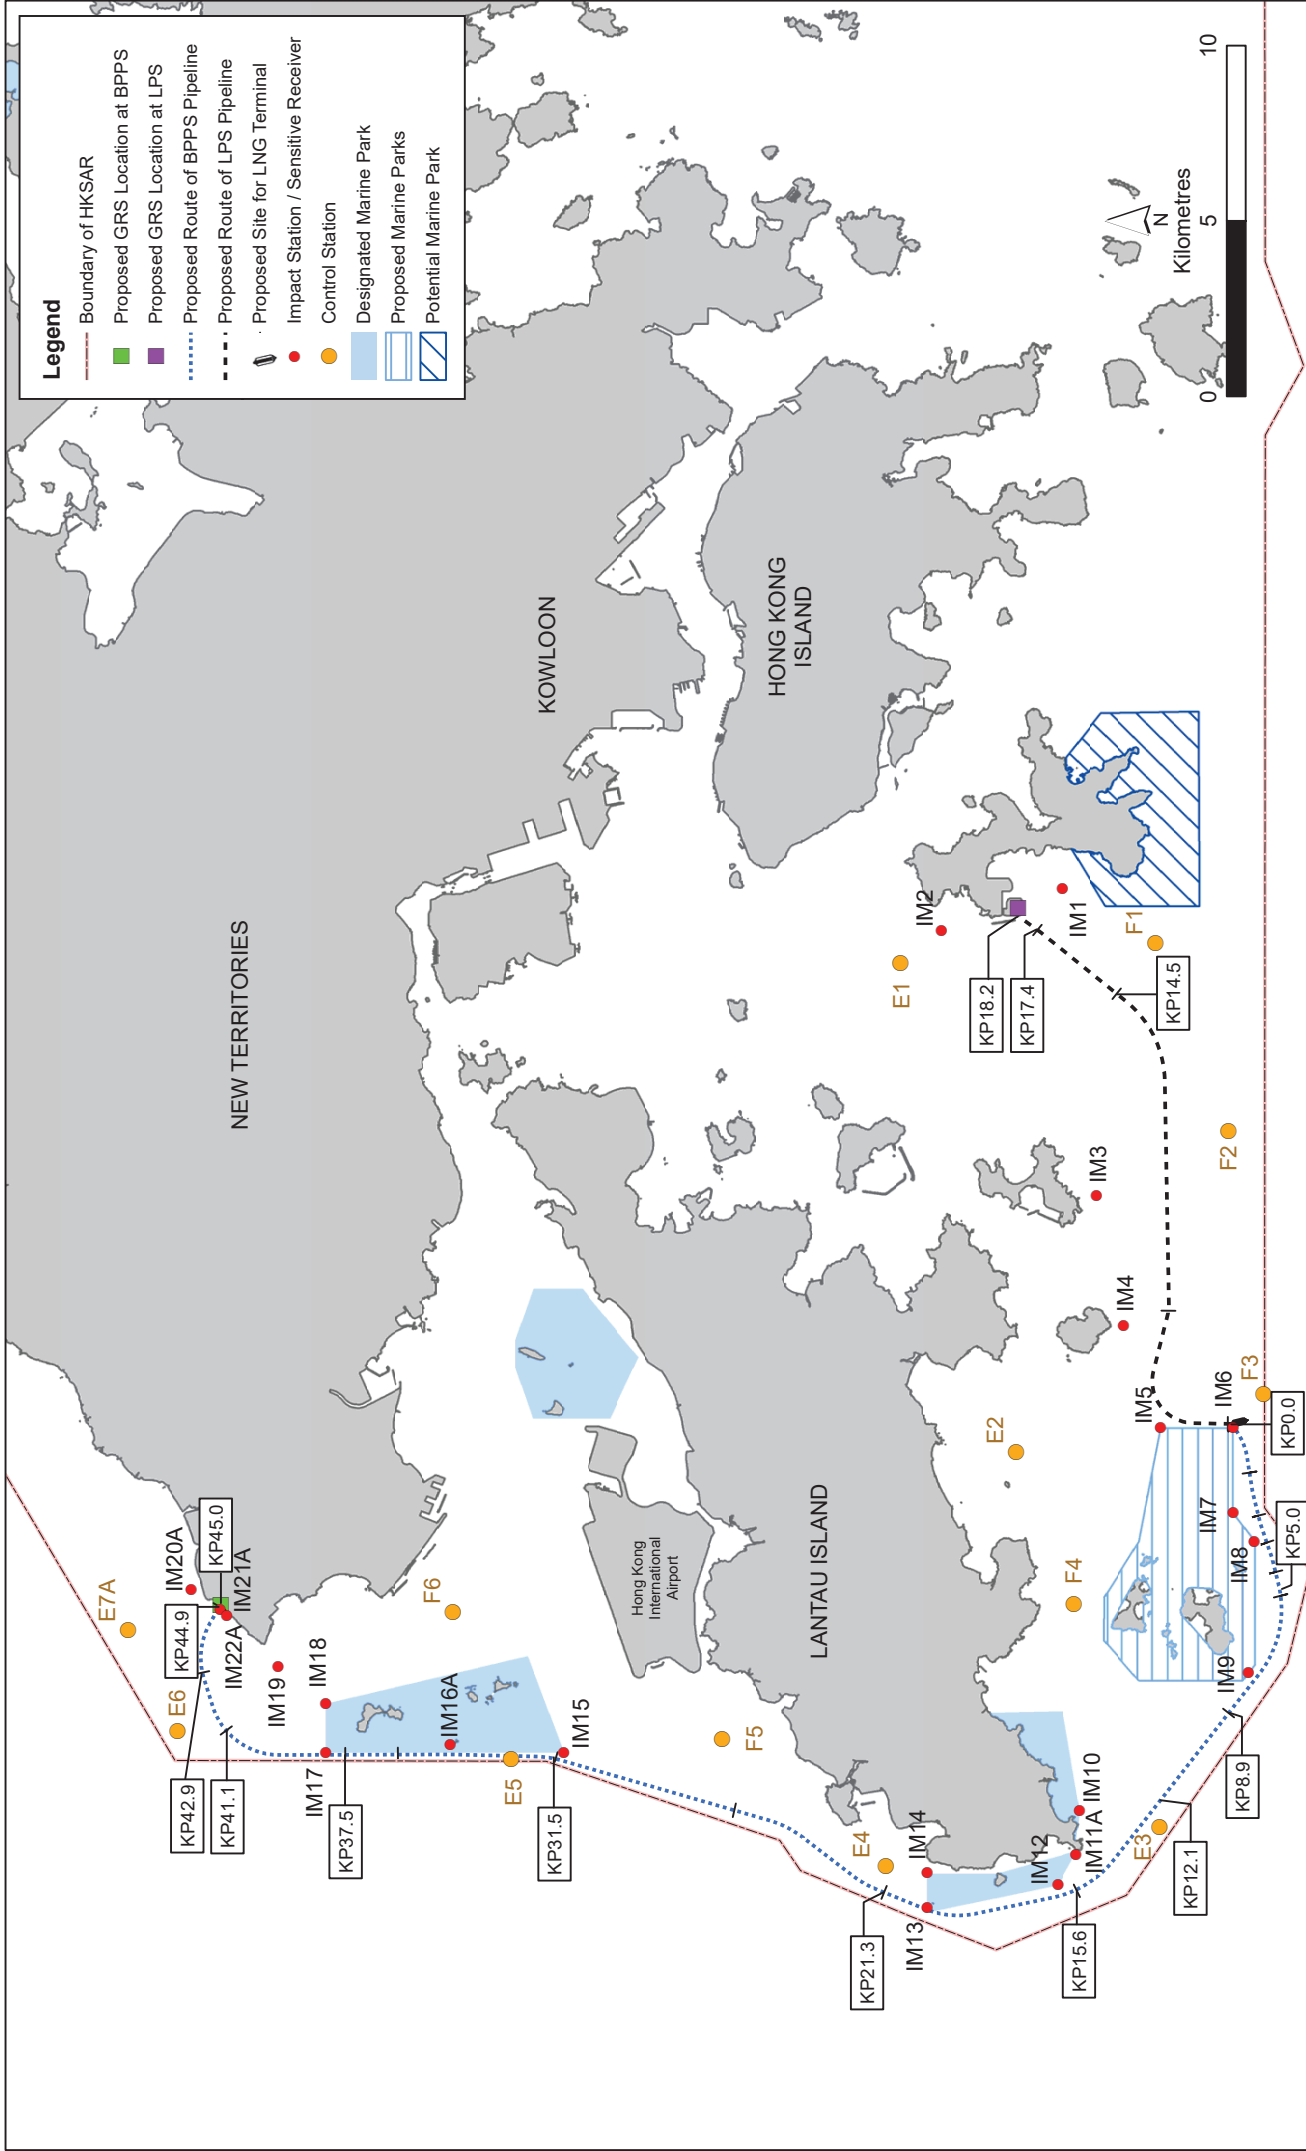 Legend
Boundary of HKSAR
Proposed GRS Location at BPPS
Proposed GRS Location at LPS
Proposed Route of BPPS Pipeline
Proposed Route of LPS Pipeline
Proposed Site for LNG Terminal
Impact Station / Sensitive Receiver
Control Station
Designated Marine Park
Proposed Marine Parks
Potential Marine Park
N
Kilometres
0
5
10
NEW TERRITORIES
KOWLOON
HONG KONG
ISLAND
LANTAU ISLAND
Hong Kong
International
Airport
E7A
IM20A
E6
KP44.9
KP45.0
IM21A
IM22A
KP42.9
KP41.1
IM19
IM18
IM17
KP37.5
F6
IM16A
E5
IM15
KP31.5
F5
E4
IM14
KP21.3
IM13
IM12
IM10
IM11A
KP15.6
E3
KP12.1
KP8.9
IM9
F4
E2
IM8
IM7
KP5.0
IM5
IM6
F3
KP0.0
IM4
IM3
F2
E1
IM2
KP18.2
KP17.4
IM1
F1
KP14.5